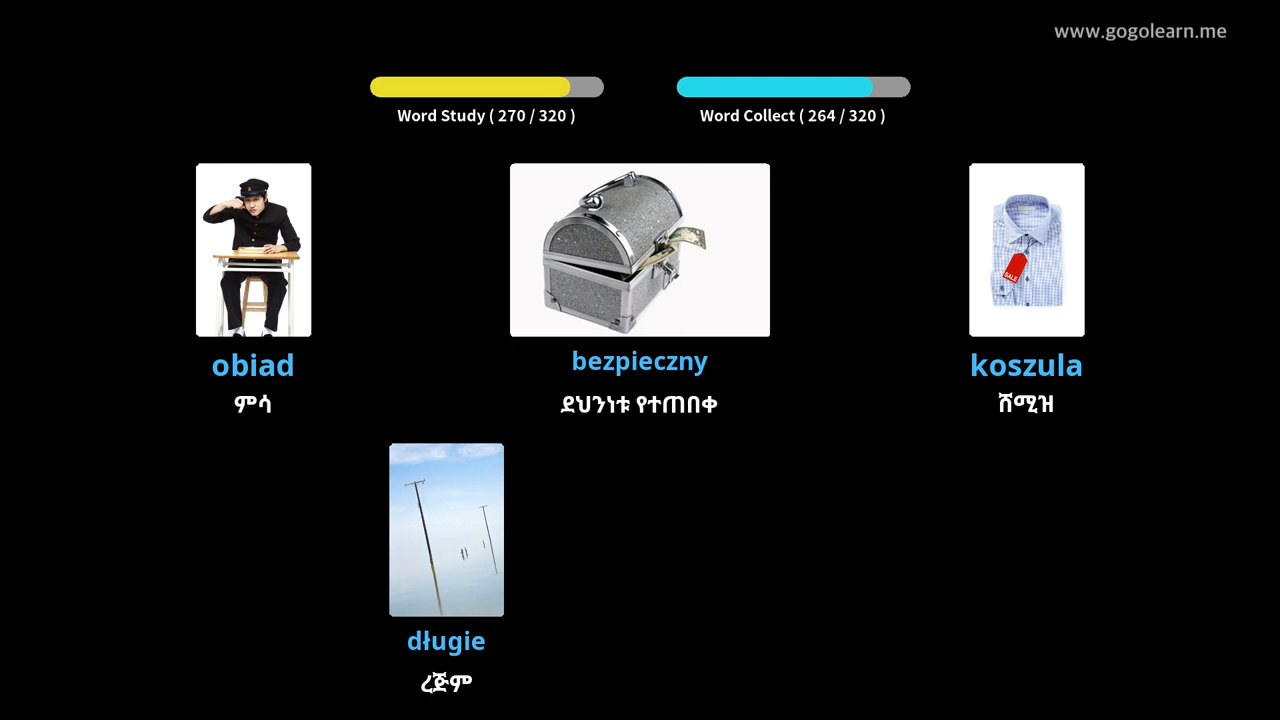 www.gogolearn.me
Word Study ( 270 / 320 )
Word Collect ( 264 / 320 )
SALE
obiad
bezpieczny
koszula
ምሳ
ደህንነቱ የተጠበቀ
ሸሚዝ
długie
ረጅም